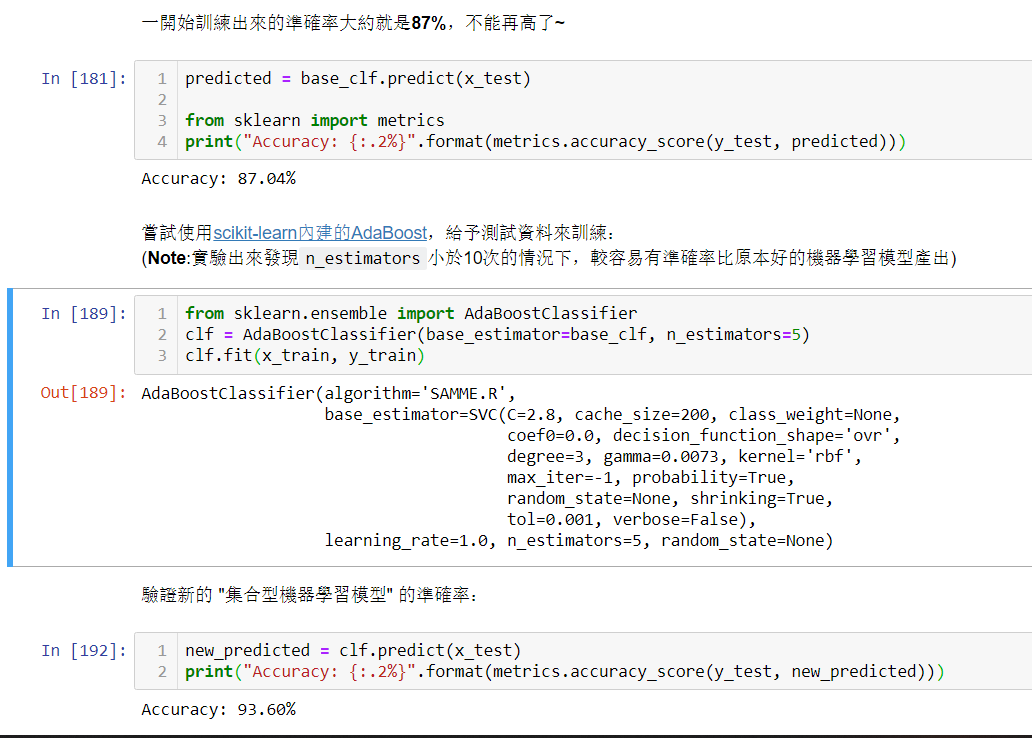 一開始訓練出來的準確率大約就是87%，不能再高了~
In [181]:
1 predicted = base_clf.predict(x_test)
2
3 from sklearn import metrics
4 print("Accuracy: {:.2%}".format(metrics.accuracy_score(y_test, predicted)))
Accuracy: 87.04%
嘗試使用scikit-learn內建的AdaBoost，給予測試資料來訓練：
(Note:實驗出來發現 n_estimators 小於10次的情況下，較容易有準確率比原本好的機器學習模型產出)
In [189]:
1 from sklearn.ensemble import AdaBoostClassifier
2 clf = AdaBoostClassifier(base_estimator=base_clf, n_estimators=5)
3 clf.fit(x_train, y_train)
Out[189]: AdaBoostClassifier(algorithm='SAMME.R',
base_estimator=SVC(C=2.8, cache_size=200, class_weight=None,
coef0=0.0, decision_function_shape='ovr',
degree=3, gamma=0.0073, kernel='rbf',
max_iter=-1, probability=True,
random_state=None, shrinking=True,
tol=0.001, verbose=False),
learning_rate=1.0, n_estimators=5, random_state=None)
驗證新的 "集合型機器學習模型" 的準確率：
In [192]:
1 new_predicted = clf.predict(x_test)
2 print("Accuracy: {:.2%}".format(metrics.accuracy_score(y_test, new_predicted)))
Accuracy: 93.60%